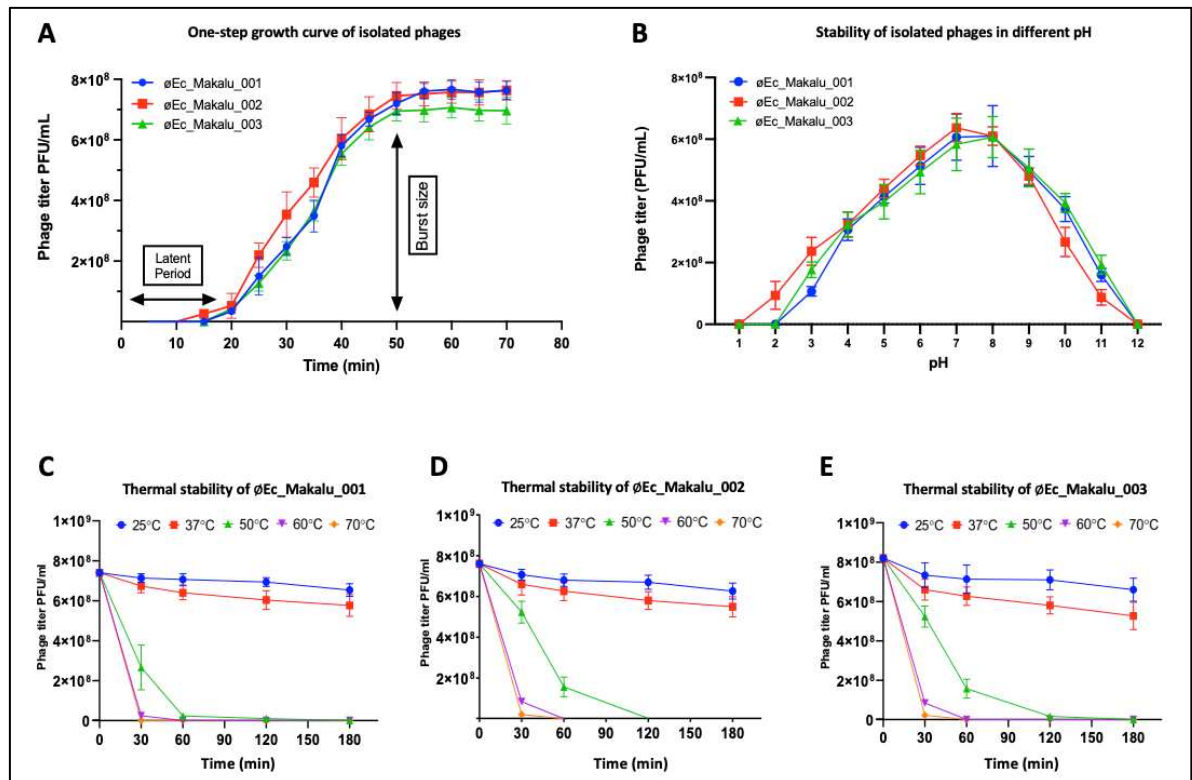 A
One-step growth curve of isolated phages
8×10⁸
6×10⁸
4×10⁸
2×10⁸
Phage titer PFU/mL
øEc_Makalu_001
øEc_Makalu_002
øEc_Makalu_003
Latent
Period
Burst size
0 10 20 30 40 50 60 70 80
Time (min)
B
Stability of isolated phages in different pH
8×10⁸
6×10⁸
4×10⁸
2×10⁸
0
Phage titer (PFU/mL)
øEc_Makalu_001
øEc_Makalu_002
øEc_Makalu_003
1 2 3 4 5 6 7 8 9 10 11 12
pH
C
Thermal stability of øEc_Makalu_001
25°C 37°C 50°C 60°C 70°C
1×10⁹
8×10⁸
6×10⁸
4×10⁸
2×10⁸
0
Phage titer PFU/ml
0 30 60 90 120 150 180
Time (min)
D
Thermal stability of øEc_Makalu_002
25°C 37°C 50°C 60°C 70°C
1×10⁹
8×10⁸
6×10⁸
4×10⁸
2×10⁸
Phage titer PFU/ml
0 30 60 90 120 150 180
Time (min)
E
Thermal stability of øEc_Makalu_003
25°C 37°C 50°C 60°C 70°C
1×10⁹
8×10⁸
6×10⁸
4×10⁸
2×10⁸
0
Phage titer PFU/ml
0 30 60 90 120 150 180
Time (min)